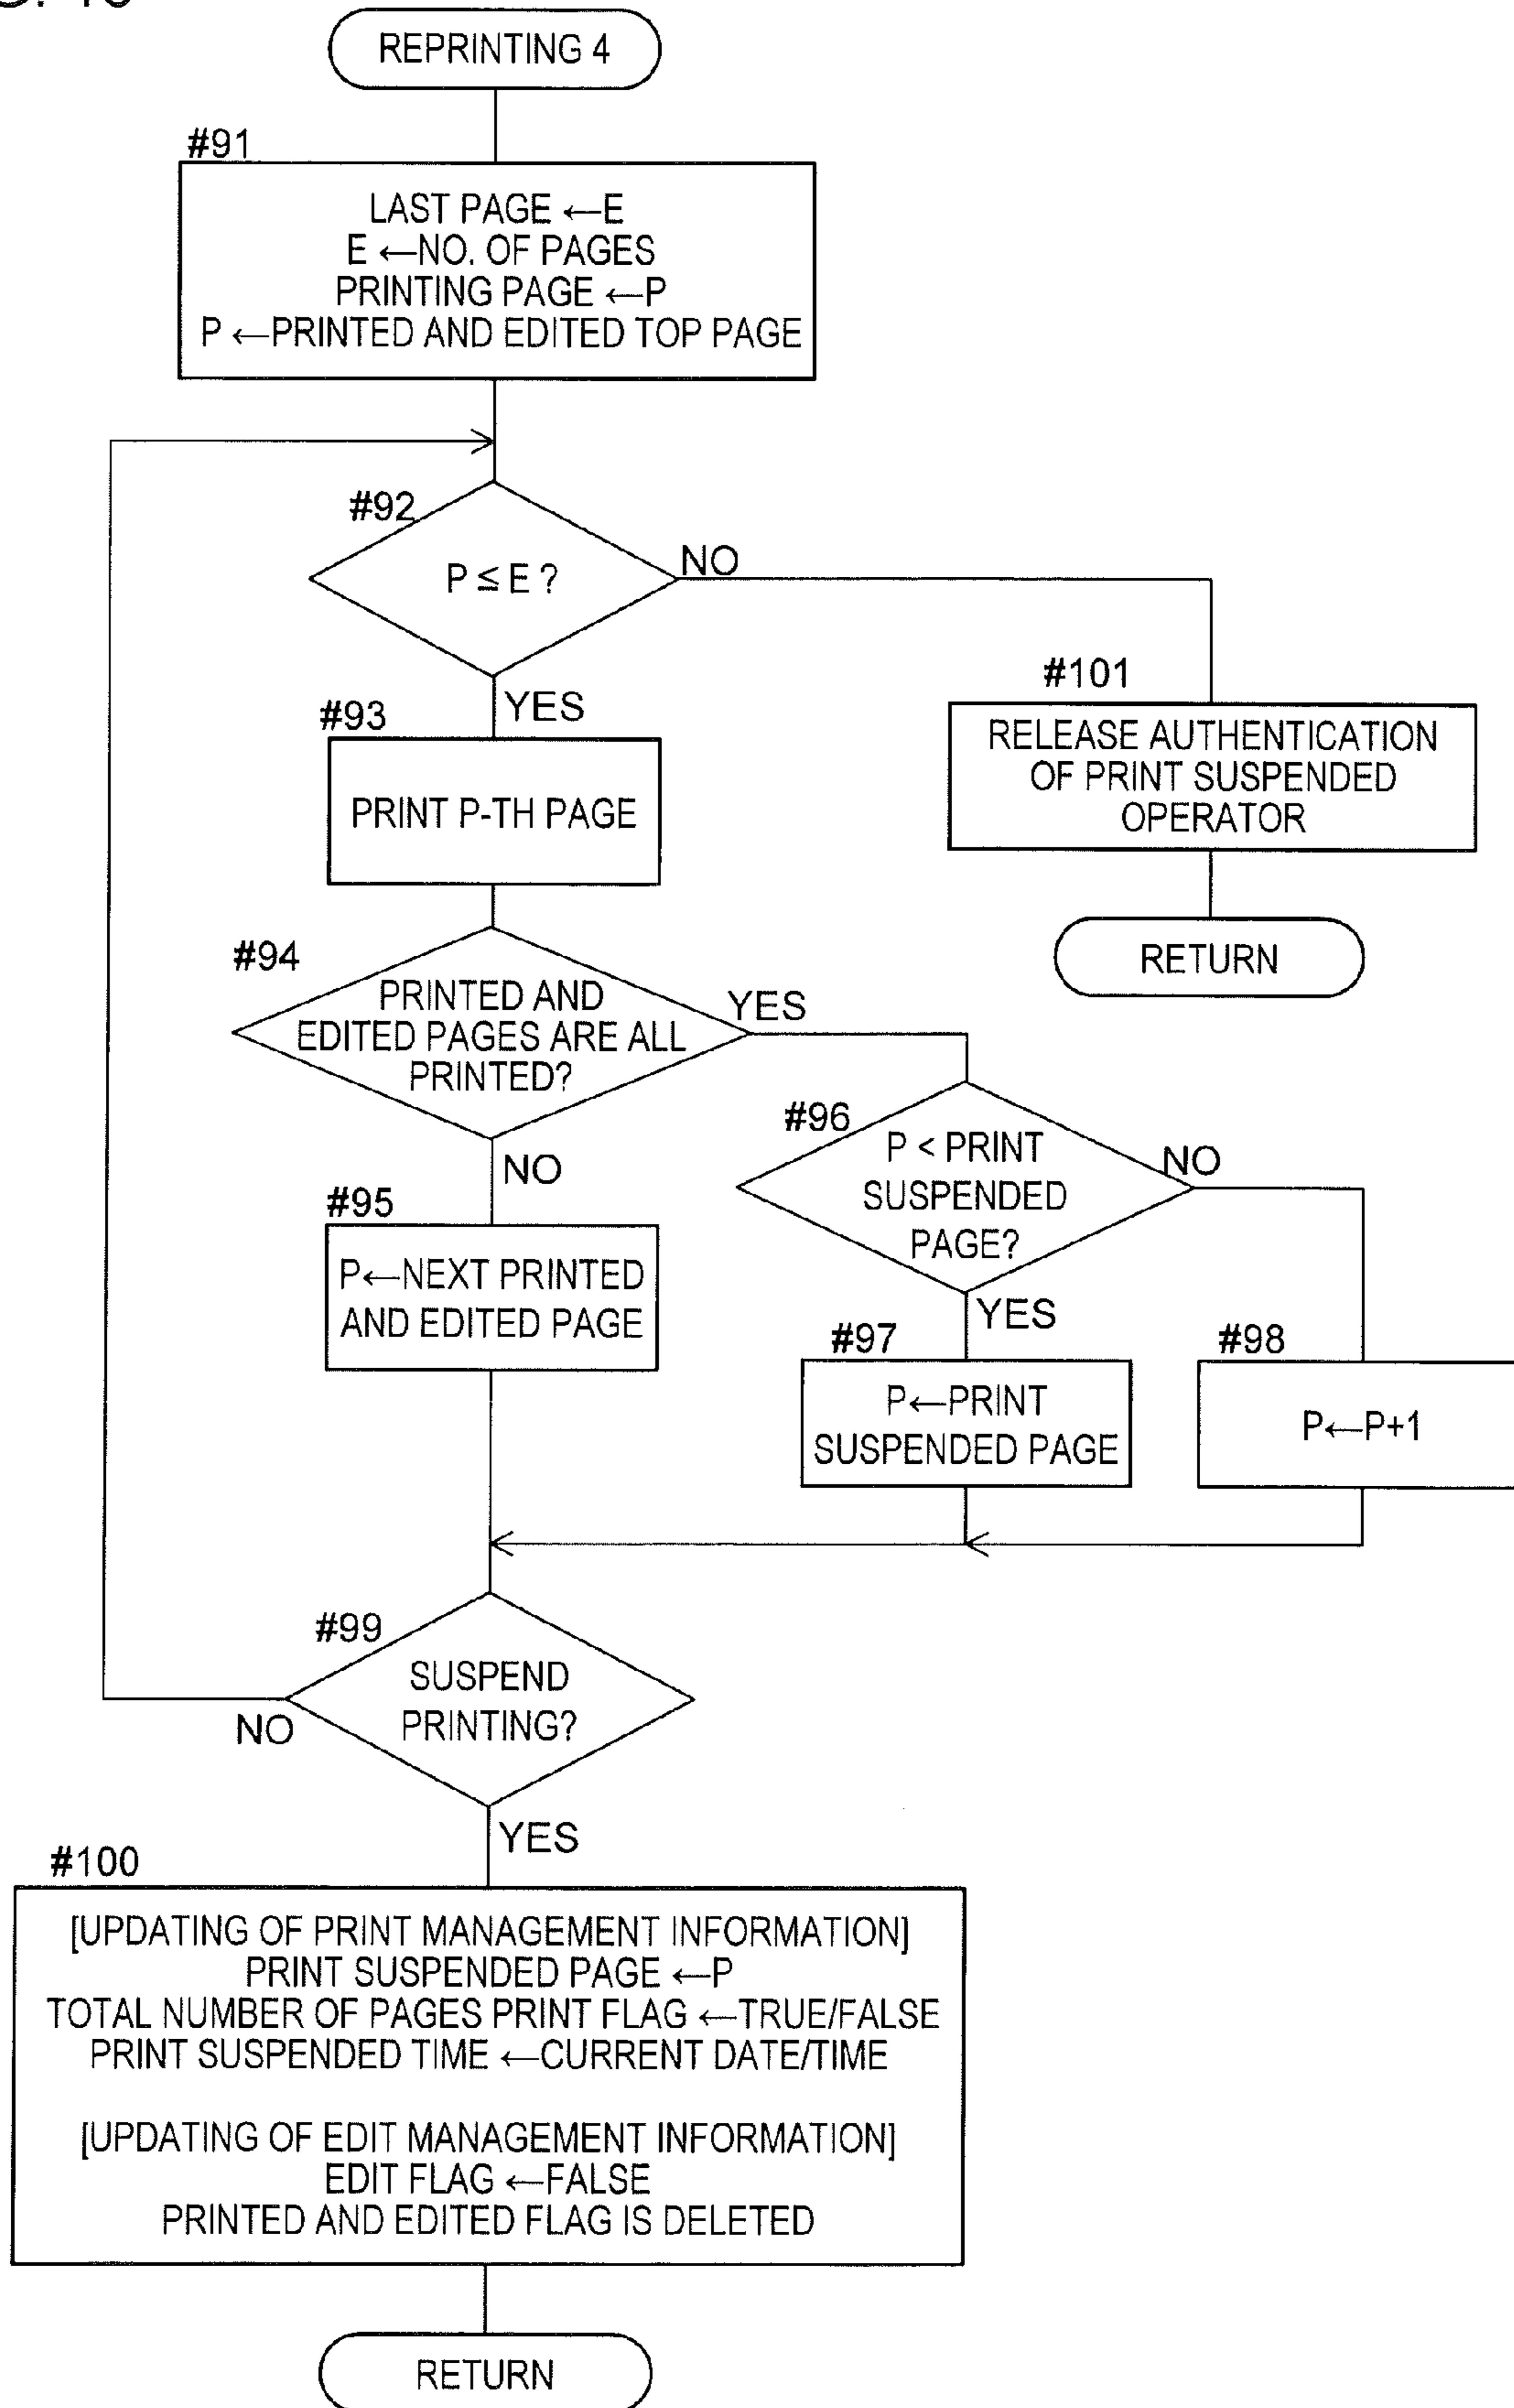 REPRINTING 4
#91
LAST PAGE ←E
E ←NO. OF PAGES
PRINTING PAGE ←P
P ←PRINTED AND EDITED TOP PAGE
#92
P ≤ E ?
NO
YES
#101
RELEASE AUTHENTICATION
OF PRINT SUSPENDED
OPERATOR
RETURN
#93
PRINT P-TH PAGE
#94
PRINTED AND
EDITED PAGES ARE ALL
PRINTED?
YES
NO
#96
P < PRINT
SUSPENDED
PAGE?
NO
YES
#95
P←NEXT PRINTED
AND EDITED PAGE
#97
P←PRINT
SUSPENDED PAGE
#98
P←P+1
#99
SUSPEND
PRINTING?
NO
YES
#100
[UPDATING OF PRINT MANAGEMENT INFORMATION]
PRINT SUSPENDED PAGE ←P
TOTAL NUMBER OF PAGES PRINT FLAG ←TRUE/FALSE
PRINT SUSPENDED TIME ←CURRENT DATE/TIME
[UPDATING OF EDIT MANAGEMENT INFORMATION]
EDIT FLAG ←FALSE
PRINTED AND EDITED FLAG IS DELETED
RETURN